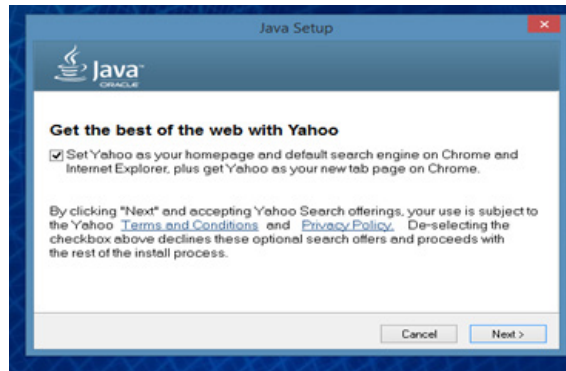 Java Setup
Java
ORACLE
Get the best of the web with Yahoo
Set Yahoo as your homepage and default search engine on Chrome and
Internet Explorer, plus get Yahoo as your new tab page on Chrome.
By clicking "Next" and accepting Yahoo Search offerings, your use is subject to
the Yahoo Terms and Conditions and Privacy Policy. De-selecting the
checkbox above declines these optional search offers and proceeds with
the rest of the install process.
Cancel Next >